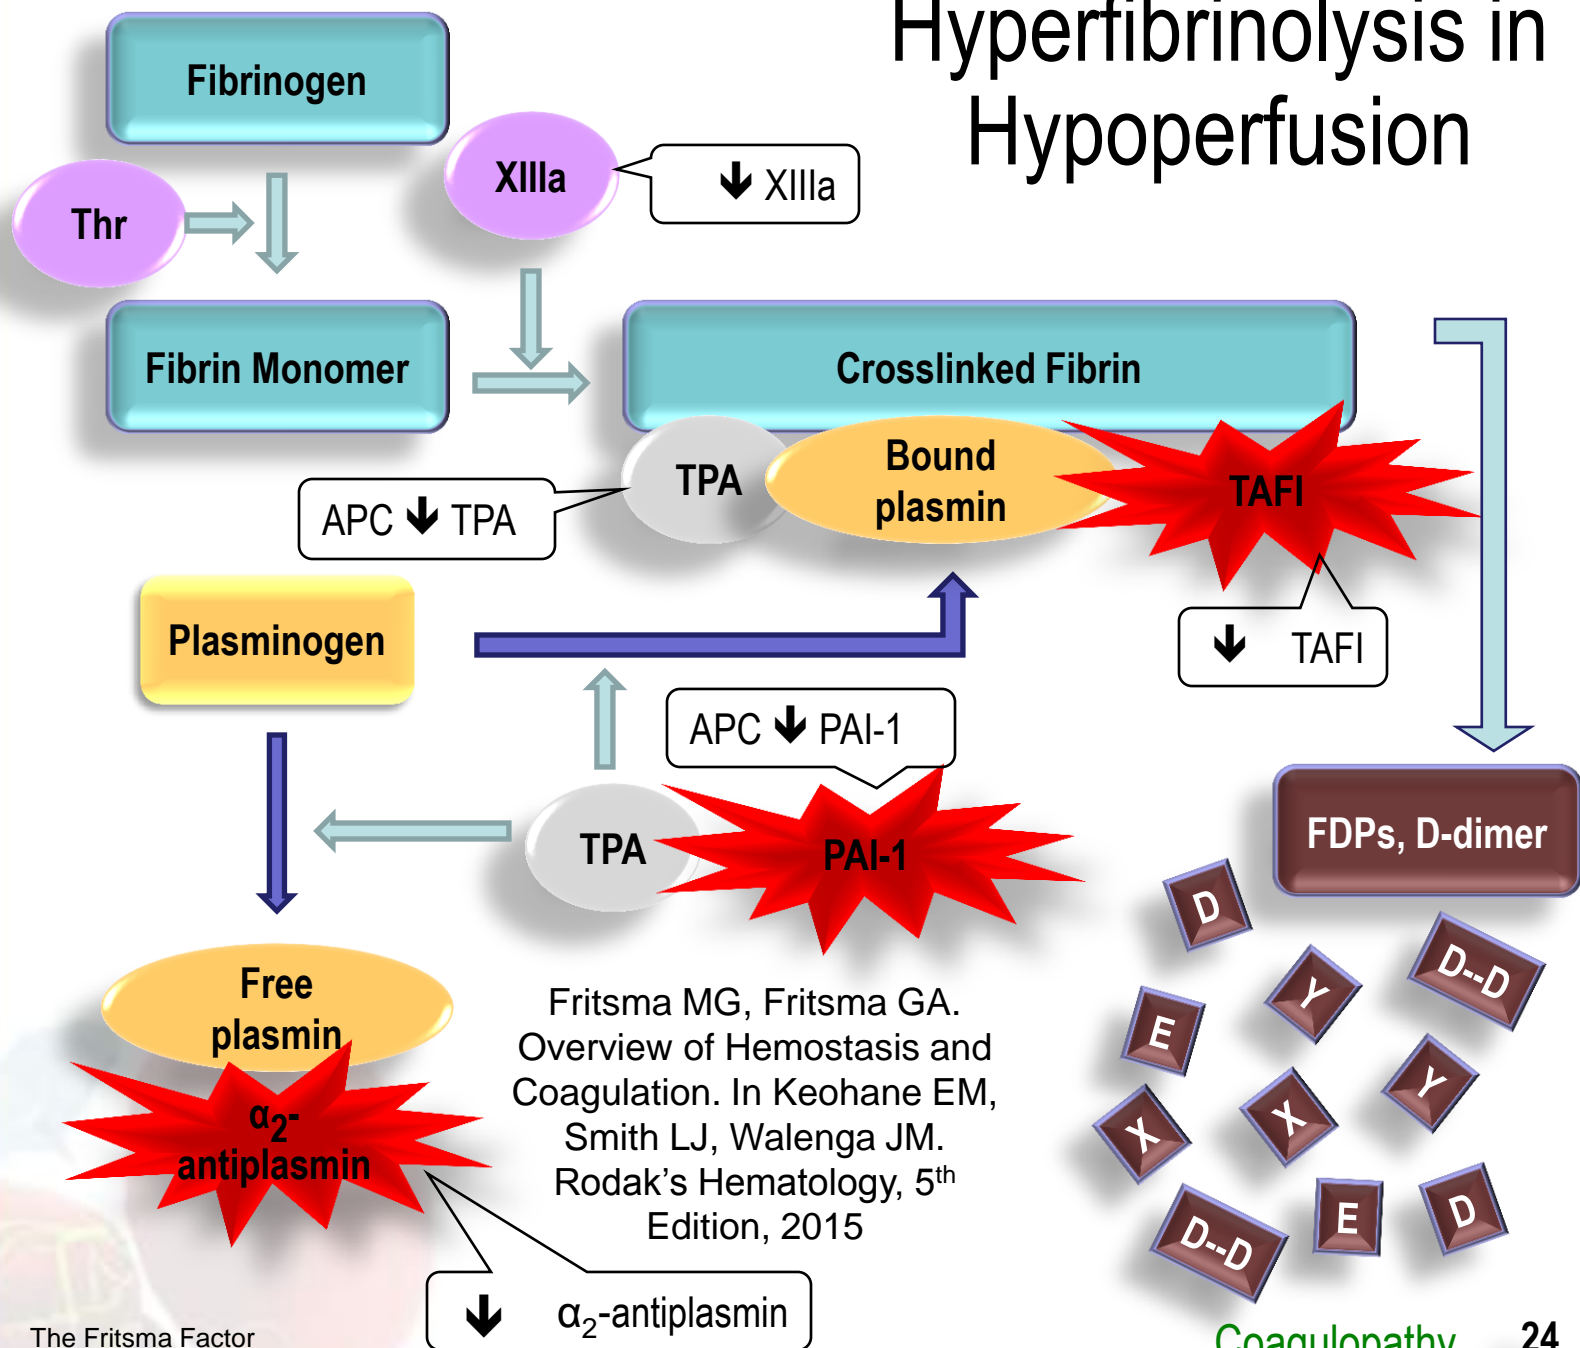 Hyperfibrinolysis in
Hypoperfusion
Fibrinogen
XIIIa
🡻 XIIIa
Thr
Fibrin Monomer
Crosslinked Fibrin
TPA
Bound
plasmin
TAFI
APC 🡻 TPA
Plasminogen
🡻 TAFI
APC 🡻 PAI-1
TPA
PAI-1
FDPs, D-dimer
D
Y
D--D
E
Y
X
X
D--D
E
D
Free
plasmin
α₂-
antiplasmin
Fritsma MG, Fritsma GA.
Overview of Hemostasis and
Coagulation. In Keohane EM,
Smith LJ, Walenga JM.
Rodak’s Hematology, 5th
Edition, 2015
🡻 α₂-antiplasmin
The Fritsma Factor
Coagulopathy
24